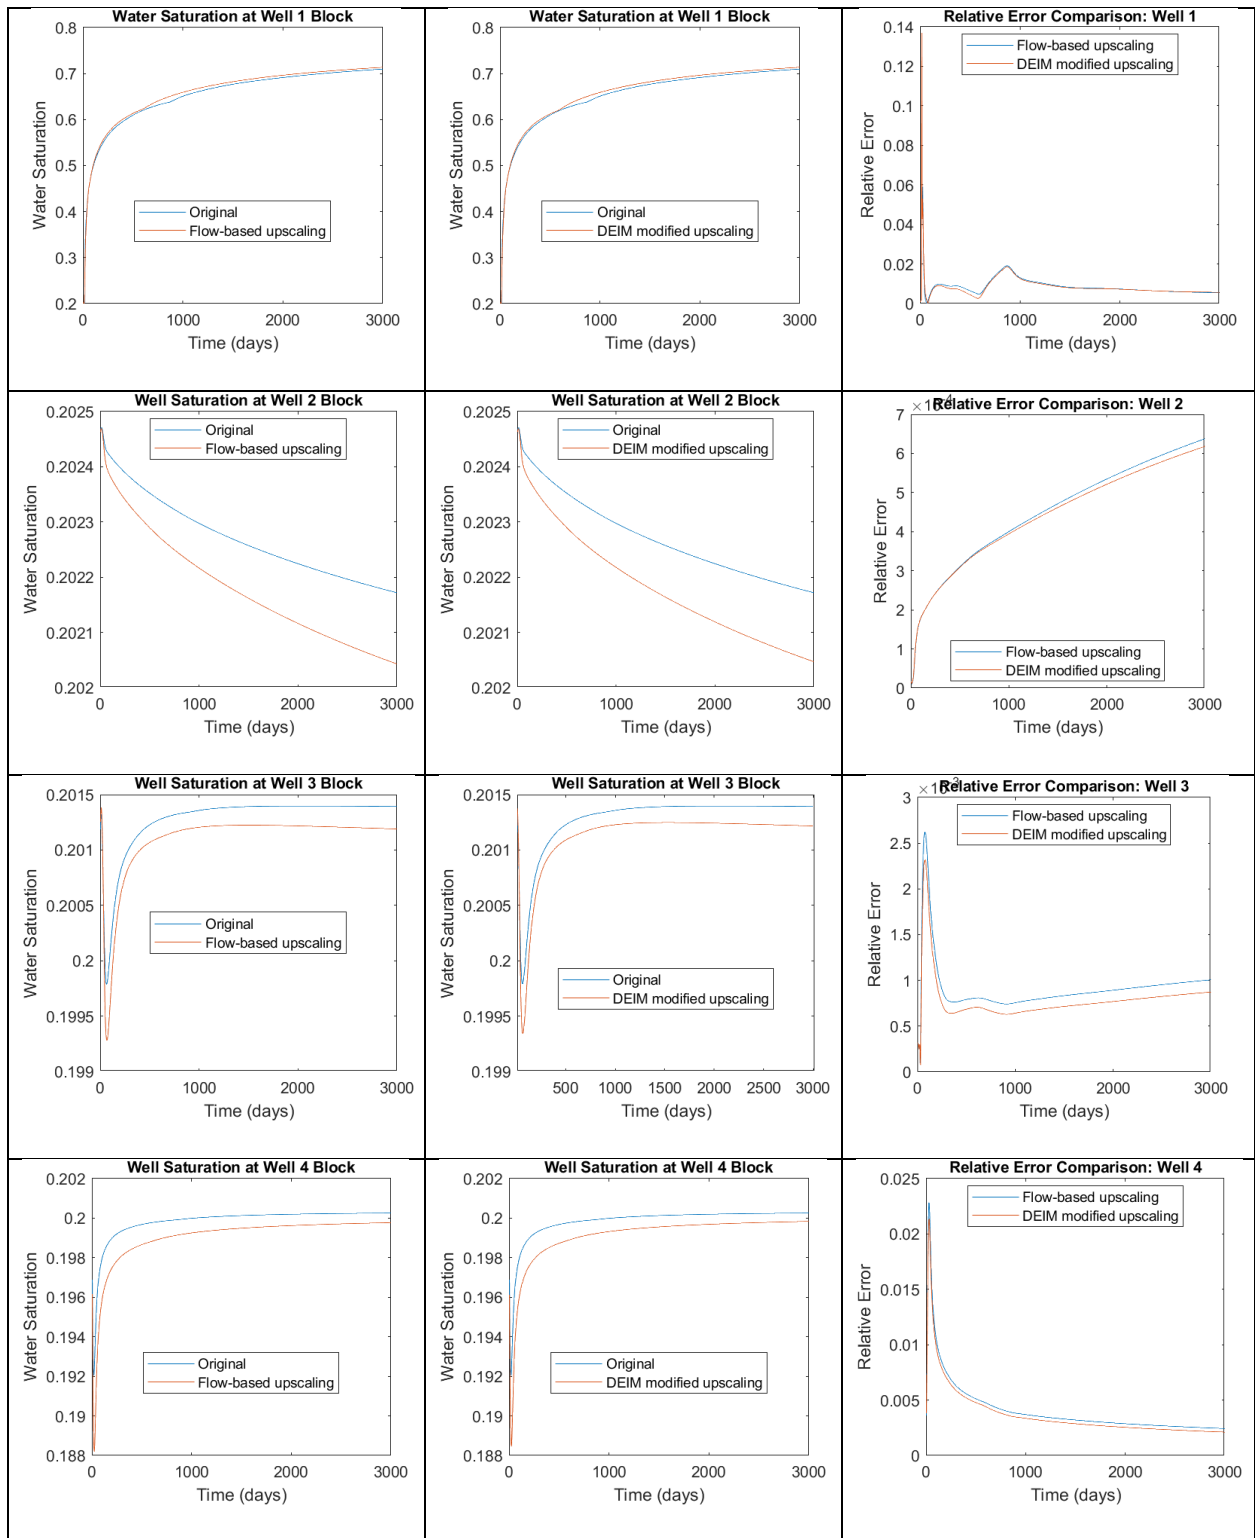 Water Saturation at Well 1 Block
0.8
0.7
0.6
0.5
0.4
0.3
0.2
Water Saturation
Original
Flow-based upscaling
0 1000 2000 3000
Time (days)
Water Saturation at Well 1 Block
0.8
0.7
0.6
0.5
0.4
0.3
0.2
Water Saturation
Original
DEIM modified upscaling
0 1000 2000 3000
Time (days)
Relative Error Comparison: Well 1
0.14
0.12
0.1
0.08
0.06
0.04
0.02
0
Relative Error
Flow-based upscaling
DEIM modified upscaling
0 1000 2000 3000
Time (days)
Well Saturation at Well 2 Block
0.2025
0.2024
0.2023
0.2022
0.2021
0.202
Water Saturation
Original
Flow-based upscaling
0 1000 2000 3000
Time (days)
Well Saturation at Well 2 Block
0.2025
0.2024
0.2023
0.2022
0.2021
0.202
Water Saturation
Original
DEIM modified upscaling
0 1000 2000 3000
Time (days)
×10-4
Relative Error Comparison: Well 2
7
6
5
4
3
2
1
0
Relative Error
Flow-based upscaling
DEIM modified upscaling
0 1000 2000 3000
Time (days)
Well Saturation at Well 3 Block
0.2015
0.201
0.2005
0.2
0.1995
0.199
Water Saturation
Original
Flow-based upscaling
0 1000 2000 3000
Time (days)
Well Saturation at Well 3 Block
0.2015
0.201
0.2005
0.2
0.1995
0.199
Water Saturation
Original
DEIM modified upscaling
500 1000 1500 2000 2500 3000
Time (days)
×10-3
Relative Error Comparison: Well 3
3
2.5
2
1.5
1
0.5
0
Relative Error
Flow-based upscaling
DEIM modified upscaling
0 1000 2000 3000
Time (days)
Well Saturation at Well 4 Block
0.202
0.2
0.198
0.196
0.194
0.192
0.19
0.188
Water Saturation
Original
Flow-based upscaling
0 1000 2000 3000
Time (days)
Well Saturation at Well 4 Block
0.202
0.2
0.198
0.196
0.194
0.192
0.19
0.188
Water Saturation
Original
DEIM modified upscaling
0 1000 2000 3000
Time (days)
Relative Error Comparison: Well 4
0.025
0.02
0.015
0.01
0.005
0
Relative Error
Flow-based upscaling
DEIM modified upscaling
0 1000 2000 3000
Time (days)